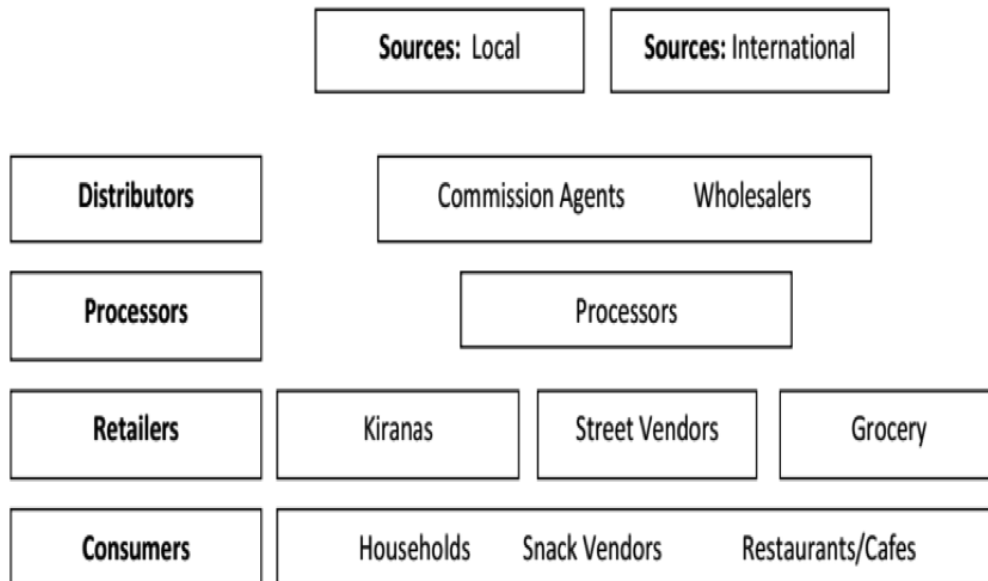 Sources: Local
Sources: International
Distributors
Commission Agents Wholesalers
Processors
Processors
Retailers
Kiranas
Street Vendors
Grocery
Consumers
Households Snack Vendors Restaurants/Cafes